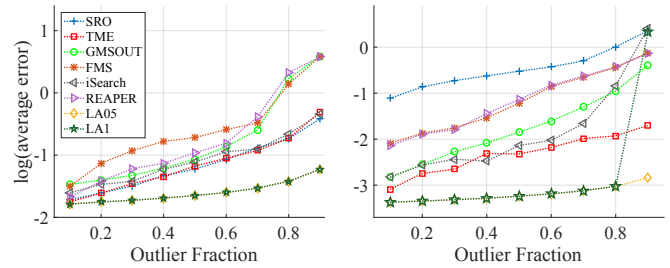 SRO
TME
GMSOUT
FMS
iSearch
REAPER
LA05
LA1
log(average error)
1
0
-1
-2
0.2
0.4
0.6
0.8
Outlier Fraction
0
-1
-2
-3
0.2
0.4
0.6
0.8
Outlier Fraction